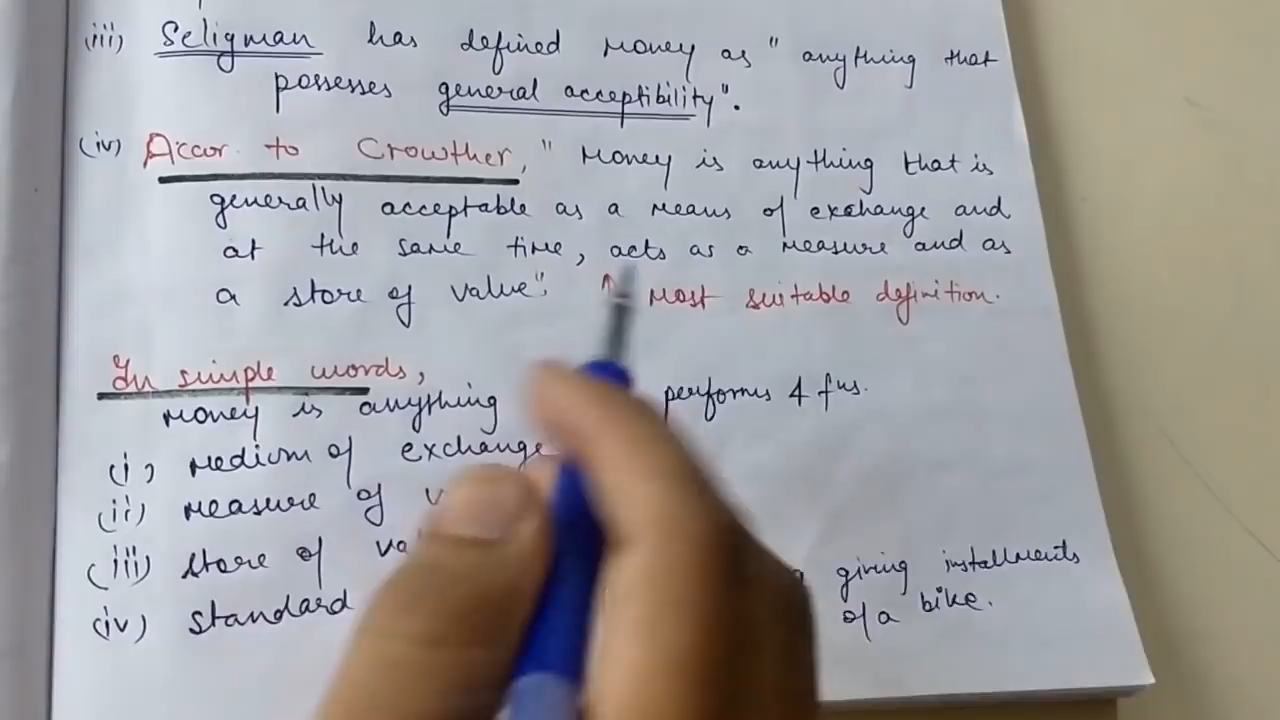 (iii) Seligman has defined Money as "anything that
possesses general acceptibility".
(iv) Accor. to Crowther, "Money is anything that is
generally acceptable as a means of exchange and
at the same time, acts as a measure and as
a store of value". ↑ Most suitable definition.
In simple words,
Money is anything performs 4 fns.
(i) Medium of exchange
(ii) Measure of
(iii) Store of giving installments
(iv) Standard of a bike.